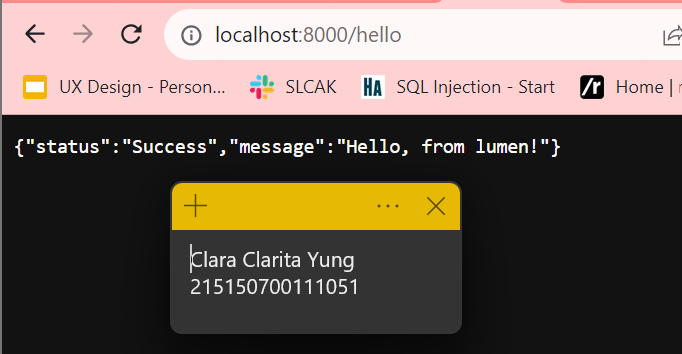 localhost:8000/hello
UX Design - Person... SLCAK HA SQL Injection - Start /r Home |
{"status":"Success","message":"Hello, from lumen!"}
Clara Clarita Yung
215150700111051